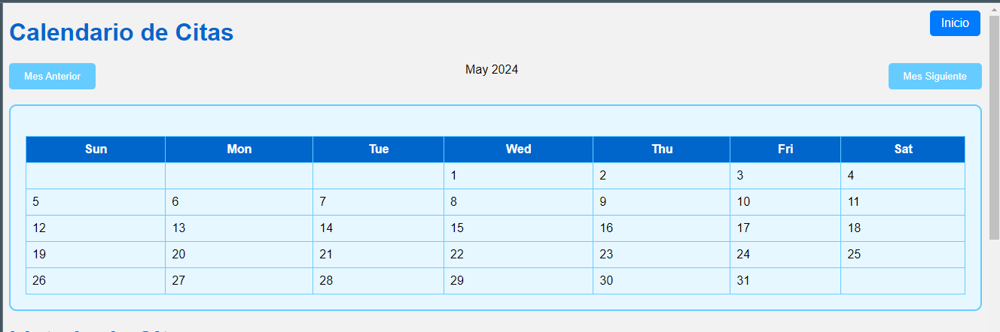 Calendario de Citas
Inicio
Mes Anterior
May 2024
Mes Siguiente
Sun Mon Tue Wed Thu Fri Sat
1 2 3 4
5 6 7 8 9 10 11
12 13 14 15 16 17 18
19 20 21 22 23 24 25
26 27 28 29 30 31